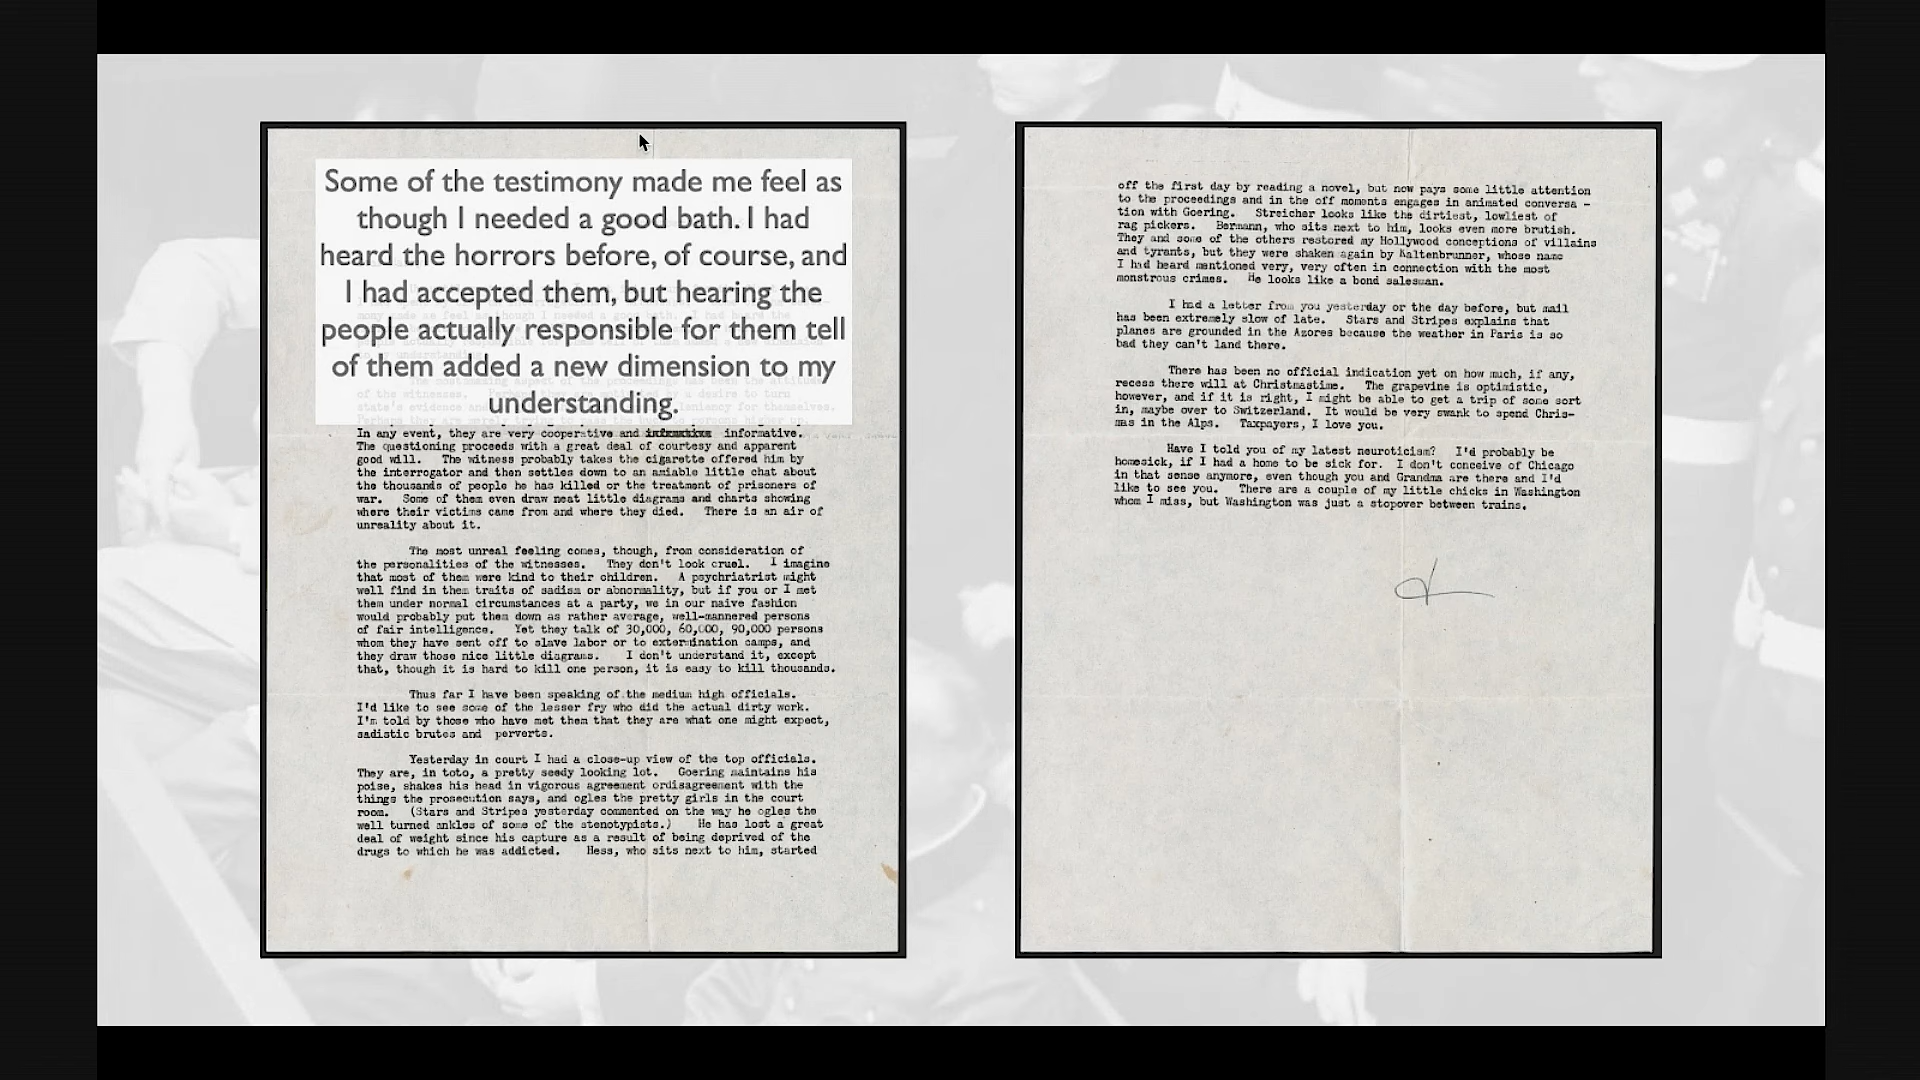 Some of the testimony made me feel as
though I needed a good bath. I had
heard the horrors before, of course, and
I had accepted them, but hearing the
people actually responsible for them tell
of them added a new dimension to my
understanding.
In any event, they are very cooperative and informative.
The questioning proceeds with a great deal of courtesy and apparent
good will. The witness probably takes the cigarette offered him by
the interrogator and then settles down to an amiable little chat about
the thousands of people he has killed or the treatment of prisoners of
war. Some of them even draw neat little diagrams and charts showing
where their victims came from and where they died. There is an air of
unreality about it.
The most unreal feeling comes, though, from consideration of
the personalities of the witnesses. They don't look cruel. I imagine
that most of them were kind to their children. A psychriatrist might
well find in them traits of sadism or abnormality, but if you or I met
them under normal circumstances at a party, we in our naive fashion
would probably put them down as rather average, well-mannered persons
of fair intelligence. Yet they talk of 30,000, 60,000, 90,000 persons
whom they have sent off to slave labor or to extermination camps, and
they draw those nice little diagrams. I don't understand it, except
that, though it is hard to kill one person, it is easy to kill thousands.
Thus far I have been speaking of the medium high officials.
I'd like to see some of the lesser fry who did the actual dirty work.
I'm told by those who have met them that they are what one might expect,
sadistic brutes and perverts.
Yesterday in court I had a close-up view of the top officials.
They are, in toto, a pretty seedy looking lot. Goering maintains his
poise, shakes his head in vigorous agreement ordisagreement with the
things the prosecution says, and ogles the pretty girls in the court
room. (Stars and Stripes yesterday commented on the way he ogles the
well turned ankles of some of the stenotypists.) He has lost a great
deal of weight since his capture as a result of being deprived of the
drugs to which he was addicted. Hess, who sits next to him, started
off the first day by reading a novel, but now pays some little attention
to the proceedings and in the off moments engages in animated conversa -
tion with Goering. Streicher looks like the dirtiest, lowliest of
rag pickers. Bermann, who sits next to him, looks even more brutish.
They and some of the others restored my Hollywood conceptions of villains
and tyrants, but they were shaken again by Kaltenbrunner, whose name
I had heard mentioned very, very often in connection with the most
monstrous crimes. He looks like a bond salesman.
I had a letter from you yesterday or the day before, but mail
has been extremely slow of late. Stars and Stripes explains that
planes are grounded in the Azores because the weather in Paris is so
bad they can't land there.
There has been no official indication yet on how much, if any,
recess there will at Christmastime. The grapevine is optimistic,
however, and if it is right, I might be able to get a trip of some sort
in, maybe over to Switzerland. It would be very swank to spend Chris-
mas in the Alps. Taxpayers, I love you.
Have I told you of my latest neuroticism? I'd probably be
homesick, if I had a home to be sick for. I don't conceive of Chicago
in that sense anymore, even though you and Grandma are there and I'd
like to see you. There are a couple of my little chicks in Washington
whom I miss, but Washington was just a stopover between trains.